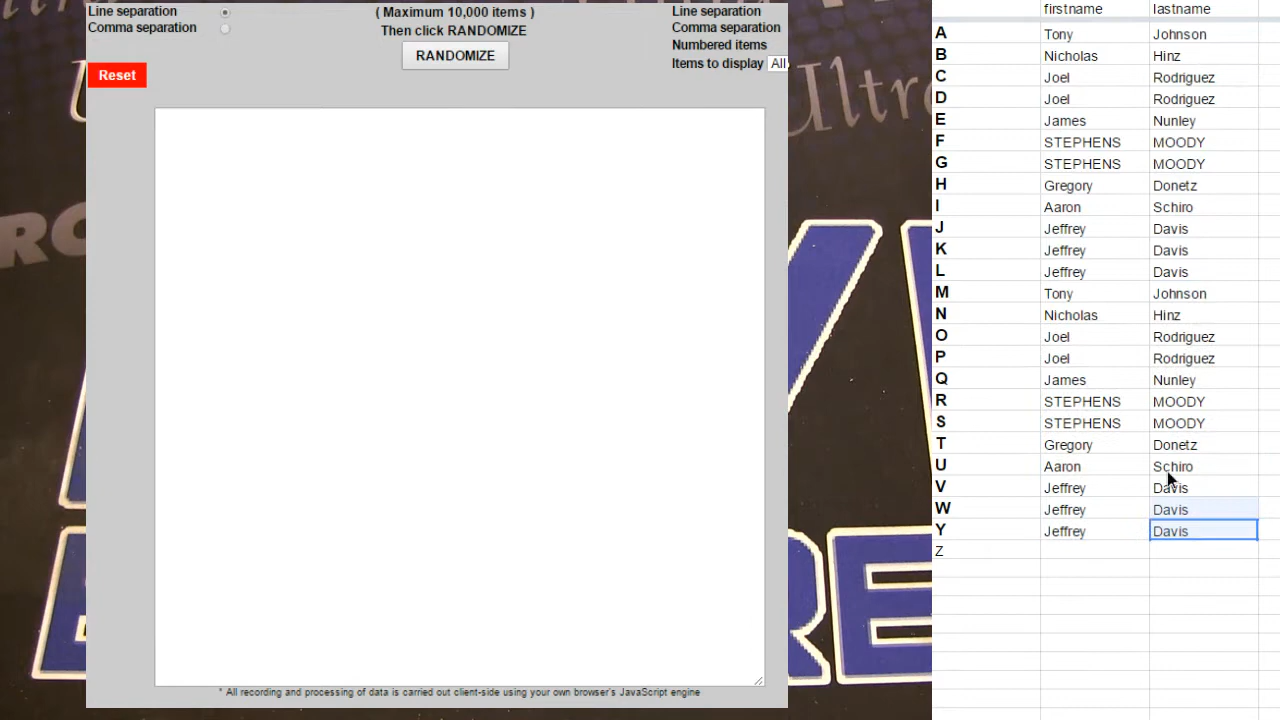 Line separation
Comma separation
Reset
( Maximum 10,000 items )
Then click RANDOMIZE
RANDOMIZE
Line separation
Comma separation
Numbered items
Items to display All
* All recording and processing of data is carried out client-side using your own browser's JavaScript engine
firstname lastname
A Tony Johnson
B Nicholas Hinz
C Joel Rodriguez
D Joel Rodriguez
E James Nunley
F STEPHENS MOODY
G STEPHENS MOODY
H Gregory Donetz
I Aaron Schiro
J Jeffrey Davis
K Jeffrey Davis
L Jeffrey Davis
M Tony Johnson
N Nicholas Hinz
O Joel Rodriguez
P Joel Rodriguez
Q James Nunley
R STEPHENS MOODY
S STEPHENS MOODY
T Gregory Donetz
U Aaron Schiro
V Jeffrey Davis
W Jeffrey Davis
Y Jeffrey Davis
Z